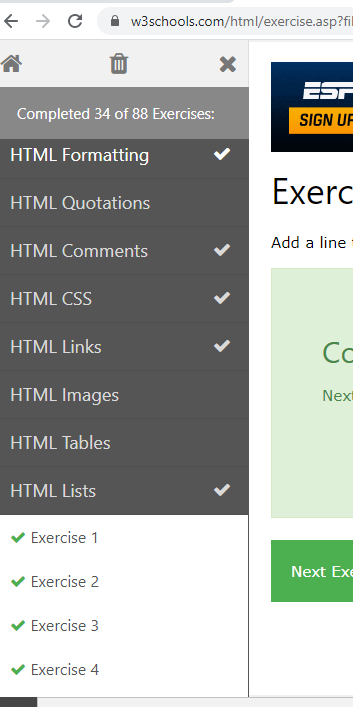 w3schools.com/html/exercise.asp?fil
Completed 34 of 88 Exercises:
HTML Formatting
HTML Quotations
HTML Comments
HTML CSS
HTML Links
HTML Images
HTML Tables
HTML Lists
Exercise 1
Exercise 2
Exercise 3
Exercise 4
ESP
SIGN UP
Exerc
Add a line t
Co
Next
Next Exe